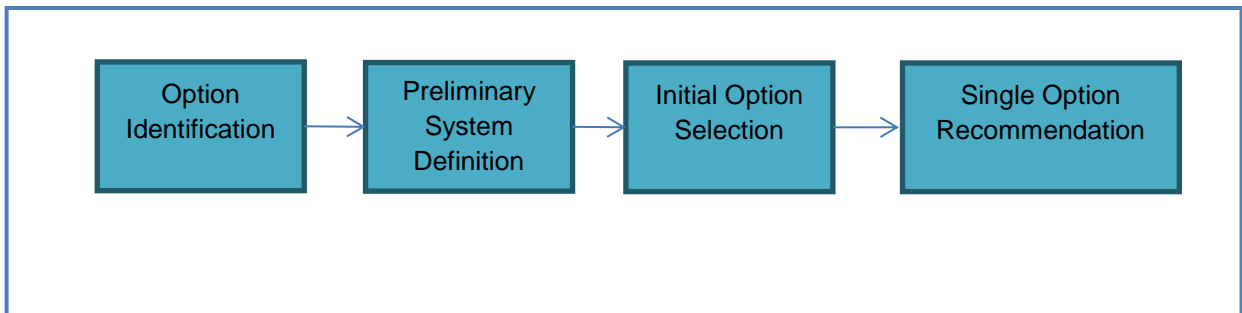 Option
Identification
Preliminary
System
Definition
Initial Option
Selection
Single Option
Recommendation